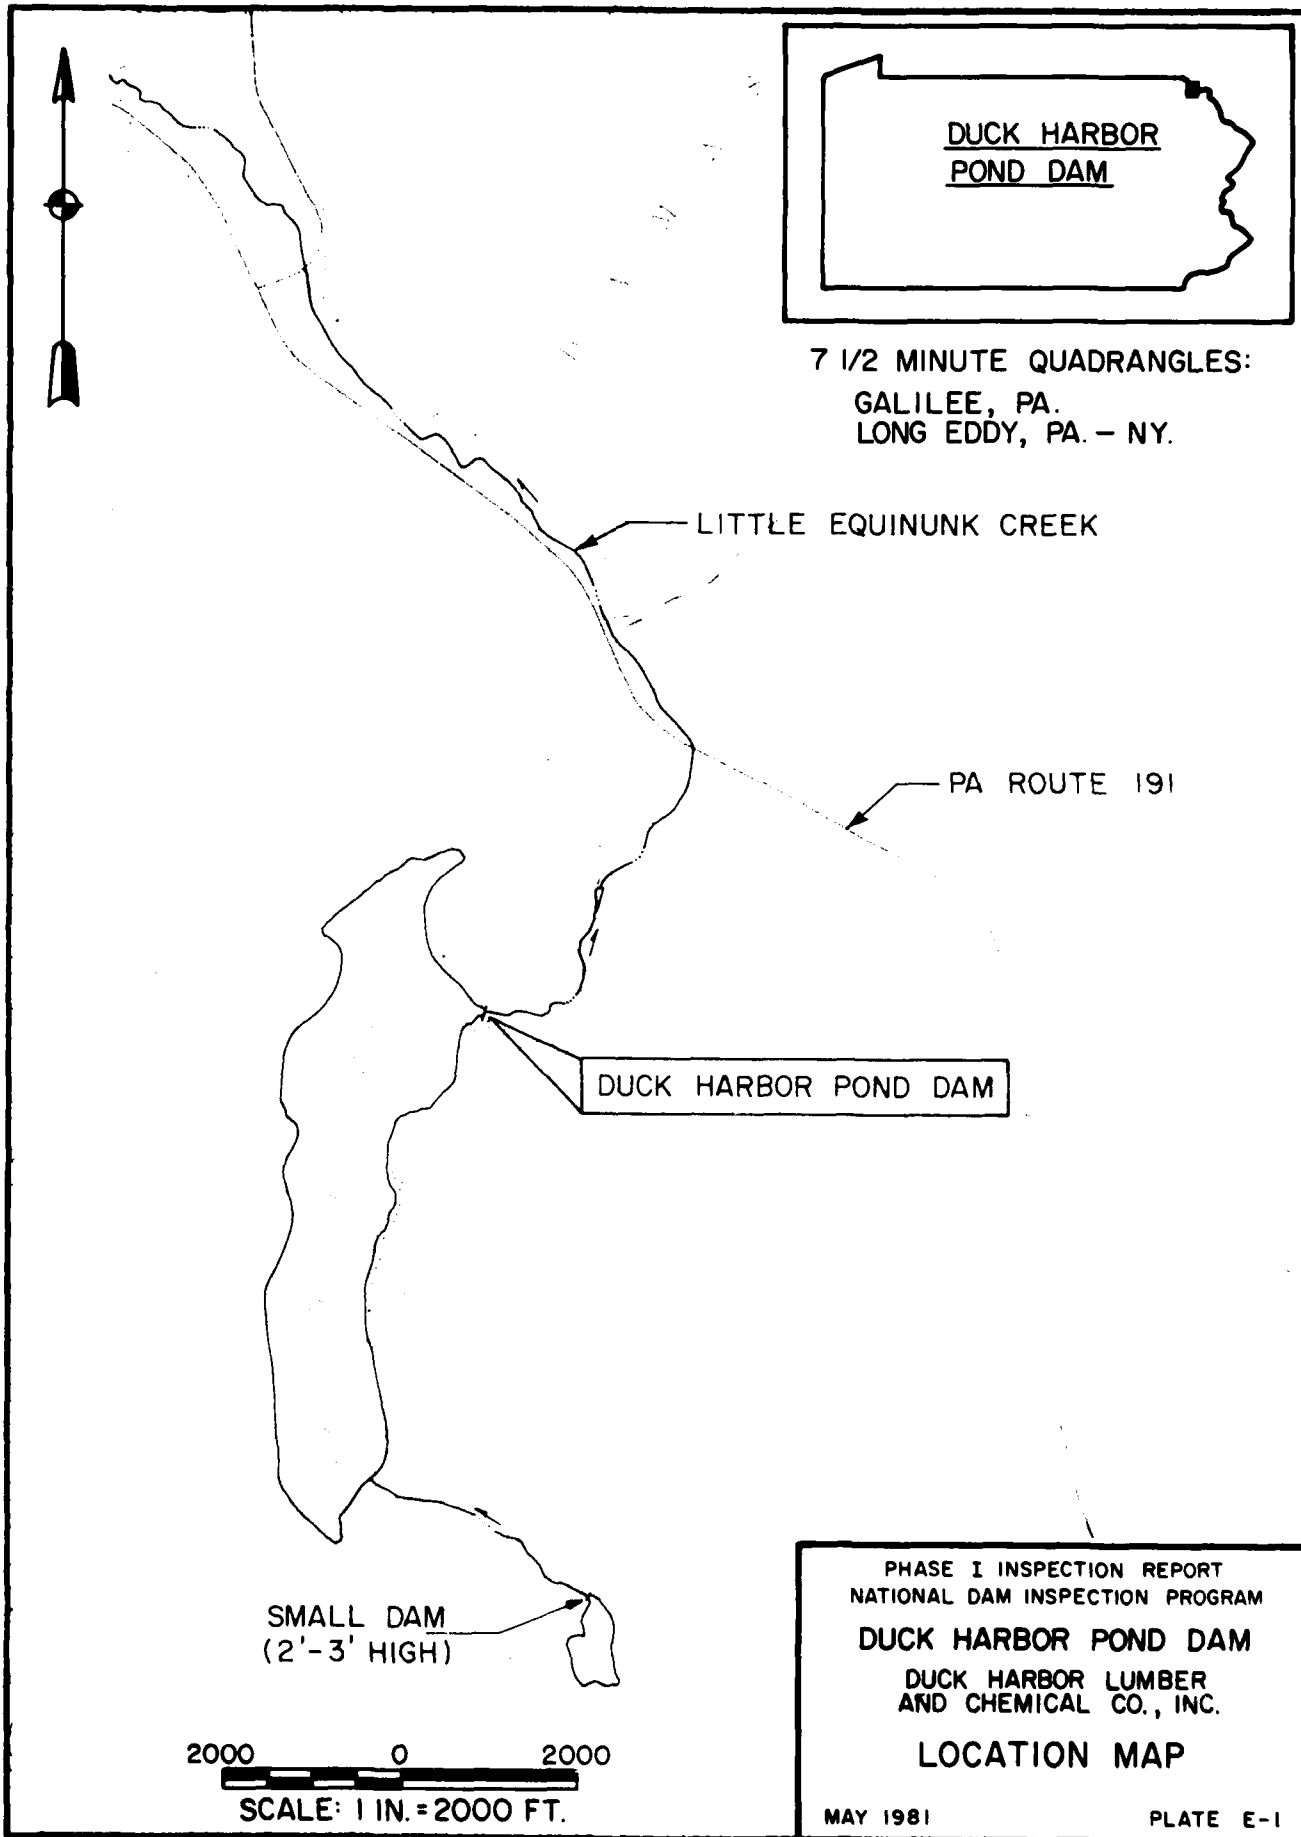 DUCK HARBOR
POND DAM
7 1/2 MINUTE QUADRANGLES:
GALILEE, PA.
LONG EDDY, PA. – NY.
LITTLE EQUINUNK CREEK
PA ROUTE 191
DUCK HARBOR POND DAM
SMALL DAM
(2'-3' HIGH)
2000 0 2000
SCALE: 1 IN. = 2000 FT.
PHASE I INSPECTION REPORT
NATIONAL DAM INSPECTION PROGRAM
DUCK HARBOR POND DAM
DUCK HARBOR LUMBER
AND CHEMICAL CO., INC.
LOCATION MAP
MAY 1981 PLATE E-1